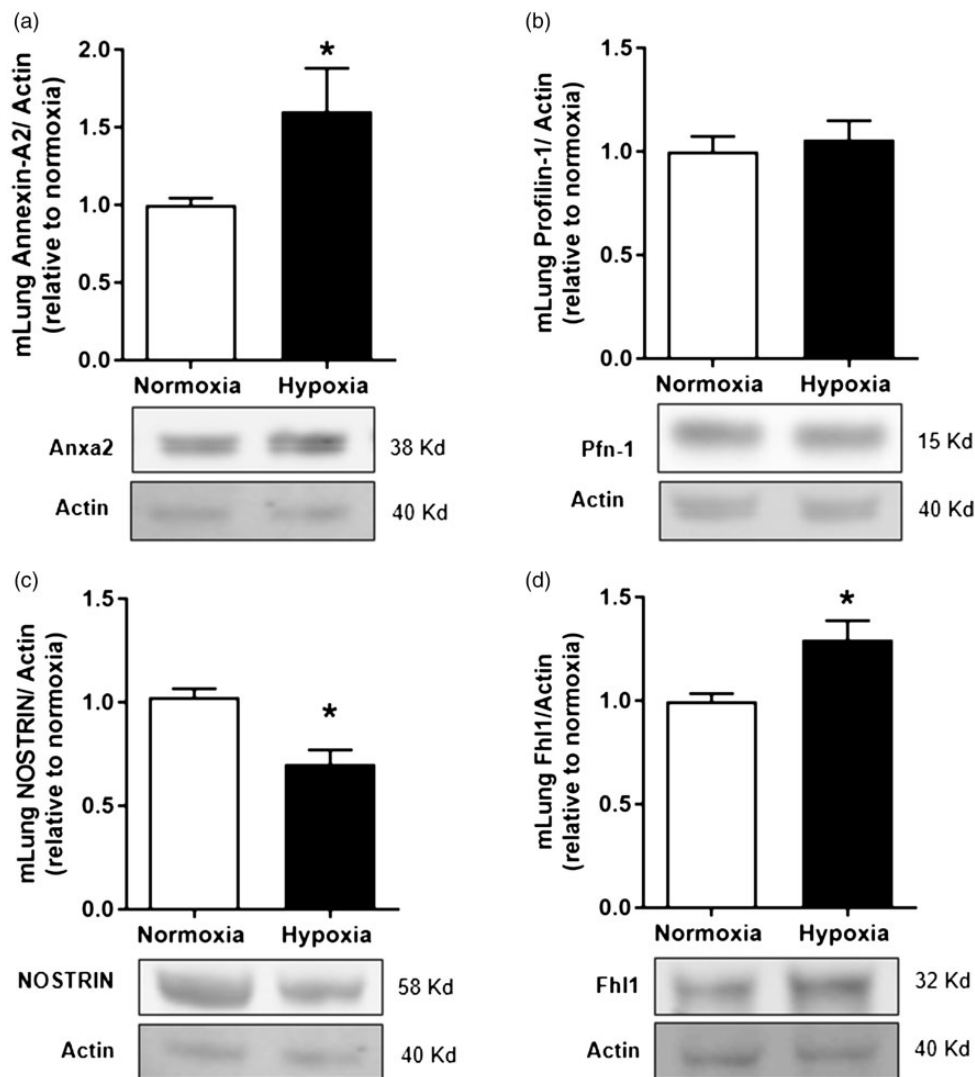 (a)
mLung Annexin-A2/ Actin
(relative to normoxia)
2.0
1.5
1.0
0.5
0.0
*
Normoxia Hypoxia
Anxa2 38 Kd
Actin 40 Kd
(b)
mLung Profilin-1/ Actin
(relative to normoxia)
1.5
1.0
0.5
0.0
Normoxia Hypoxia
Pfn-1 15 Kd
Actin 40 Kd
(c)
mLung NOSTRIN/ Actin
(relative to normoxia)
1.5
1.0
0.5
0.0
*
Normoxia Hypoxia
NOSTRIN 58 Kd
Actin 40 Kd
(d)
mLung Fhl1/Actin
(relative to normoxia)
1.5
1.0
0.5
0.0
*
Normoxia Hypoxia
Fhl1 32 Kd
Actin 40 Kd